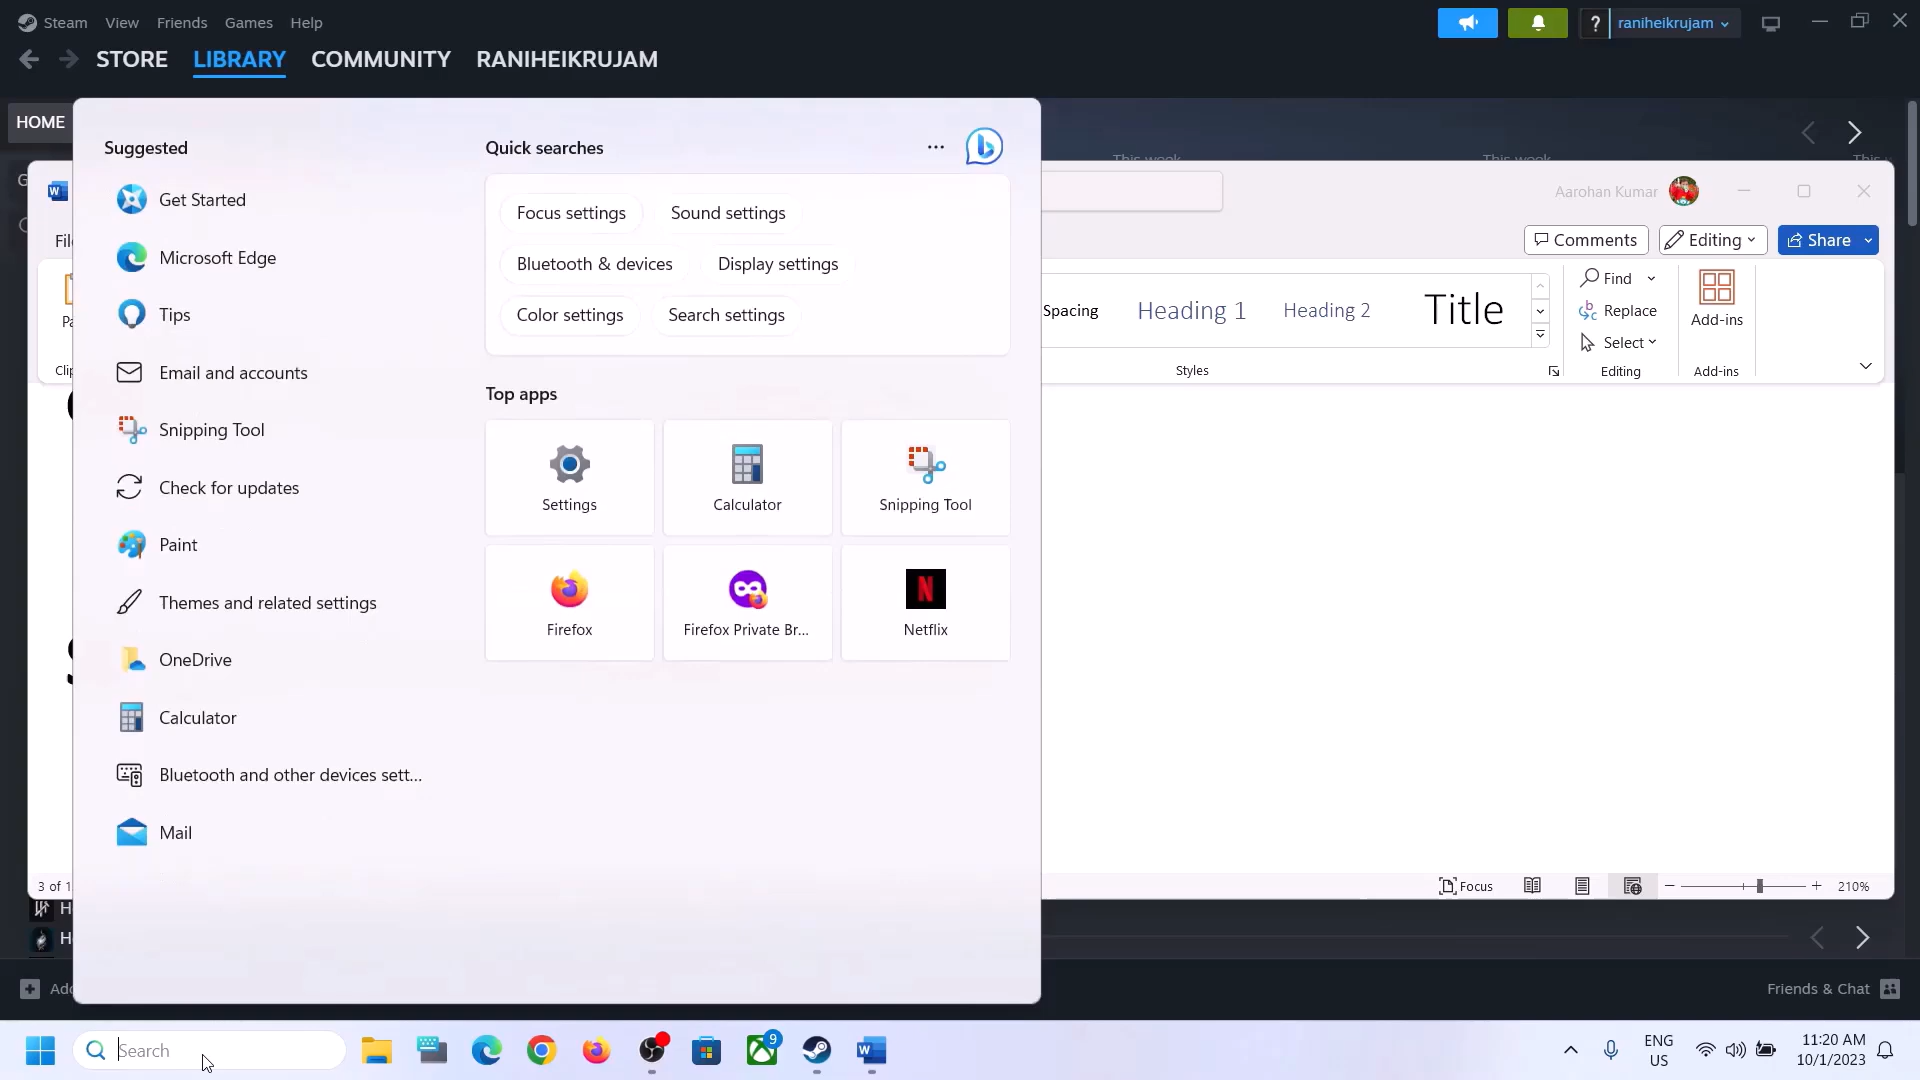 Steam View Friends Games Help
? raniheikrujam
STORE LIBRARY COMMUNITY RANIHEIKRUJAM
HOME
Suggested
Get Started
Microsoft Edge
Tips
Email and accounts
Snipping Tool
Check for updates
Paint
Themes and related settings
OneDrive
Calculator
Bluetooth and other devices sett...
Mail
Quick searches
Focus settings Sound settings
Bluetooth & devices Display settings
Color settings Search settings
Top apps
Settings Calculator Snipping Tool
Firefox Firefox Private Br... Netflix
Aarohan Kumar
Comments Editing Share
Spacing Heading 1 Heading 2 Title
Styles
Find
Replace
Select
Editing
Add-ins
Add-ins
3 of 1
Focus 210%
Friends & Chat
Search
9
ENG
US
11:20 AM
10/1/2023